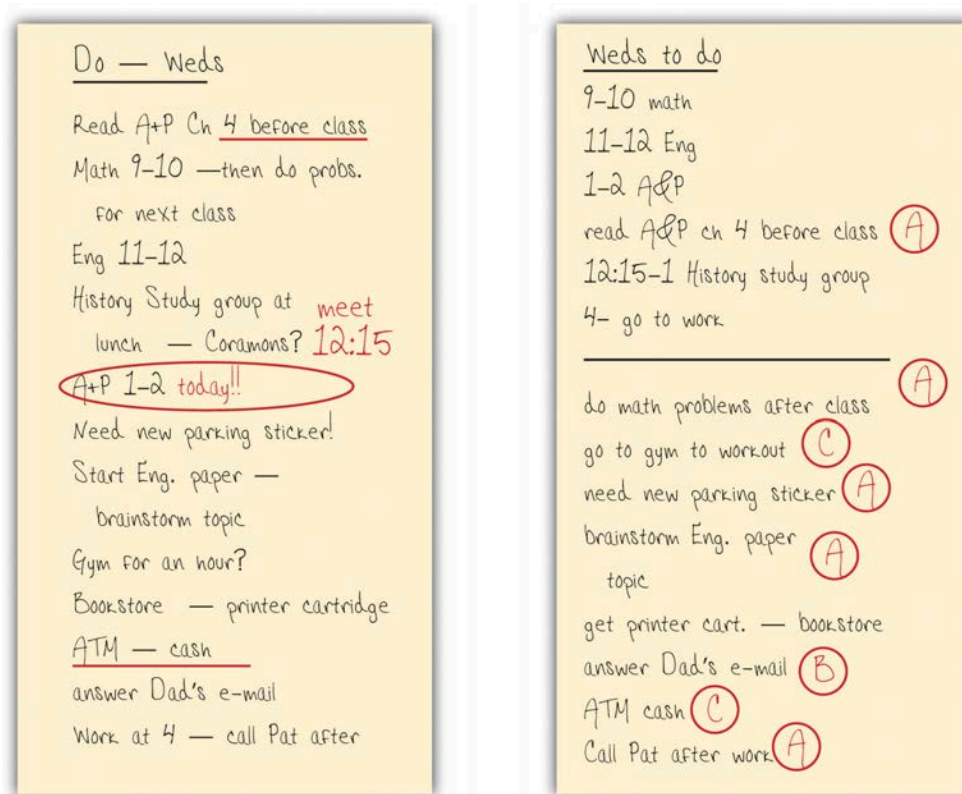 Do — Weds
Read A+P Ch 4 before class
Math 9-10 — then do probs.
for next class
Eng 11-12
History Study group at meet
lunch — Coramons? 12:15
A+P 1-2 today!!
Need new parking sticker!
Start Eng. paper —
brainstorm topic
Gym for an hour?
Bookstore — printer cartridge
ATM — cash
answer Dad's e-mail
Work at 4 — call Pat after
Weds to do
9-10 math
11-12 Eng
1-2 A&P
read A&P ch 4 before class A
12:15-1 History study group
4- go to work
do math problems after class A
go to gym to workout C
need new parking sticker A
brainstorm Eng. paper A
topic
get printer cart. — bookstore
answer Dad's e-mail B
ATM cash C
Call Pat after work A